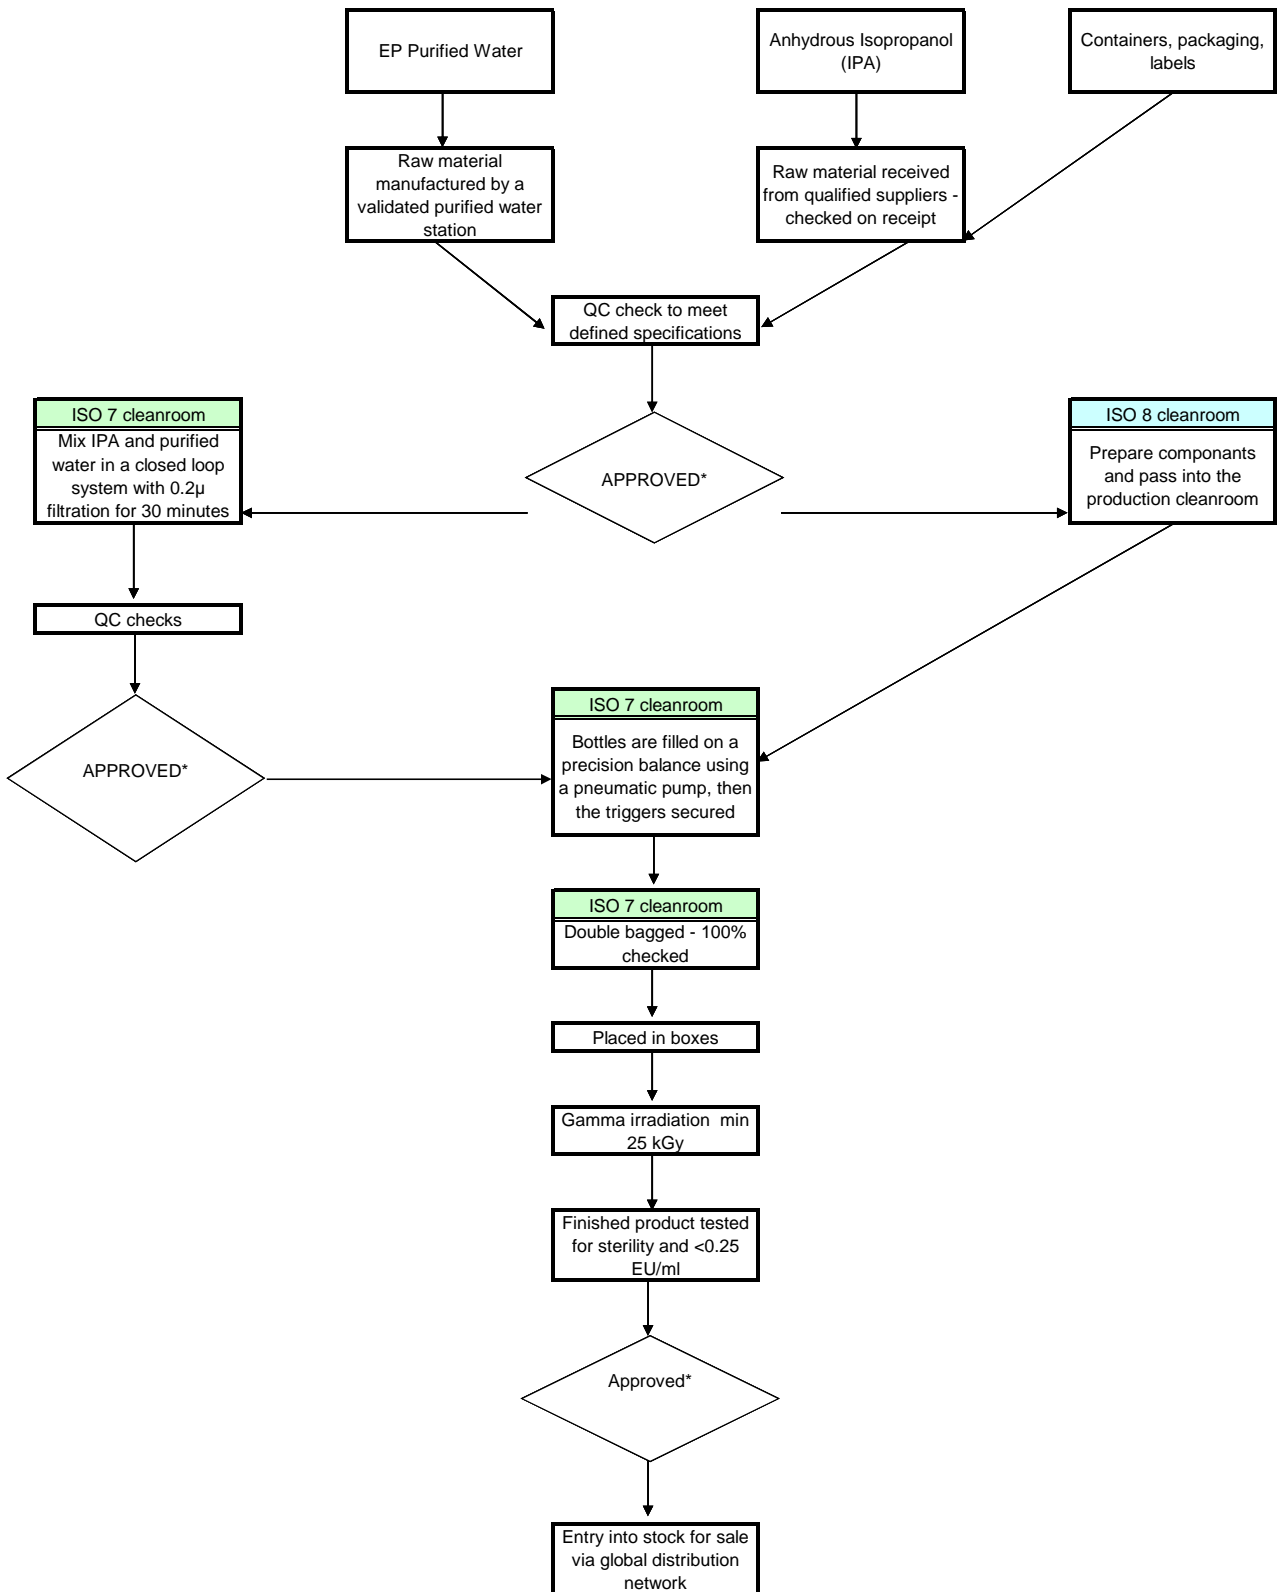 EP Purified Water
Anhydrous Isopropanol
(IPA)
Containers, packaging,
labels
Raw material
manufactured by a
validated purified water
station
Raw material received
from qualified suppliers -
checked on receipt
QC check to meet
defined specifications
ISO 7 cleanroom
Mix IPA and purified
water in a closed loop
system with 0.2µ
filtration for 30 minutes
APPROVED*
ISO 8 cleanroom
Prepare componants
and pass into the
production cleanroom
QC checks
APPROVED*
ISO 7 cleanroom
Bottles are filled on a
precision balance using
a pneumatic pump, then
the triggers secured
ISO 7 cleanroom
Double bagged - 100%
checked
Placed in boxes
Gamma irradiation  min
25 kGy
Finished product tested
for sterility and <0.25
EU/ml
Approved*
Entry into stock for sale
via global distribution
network